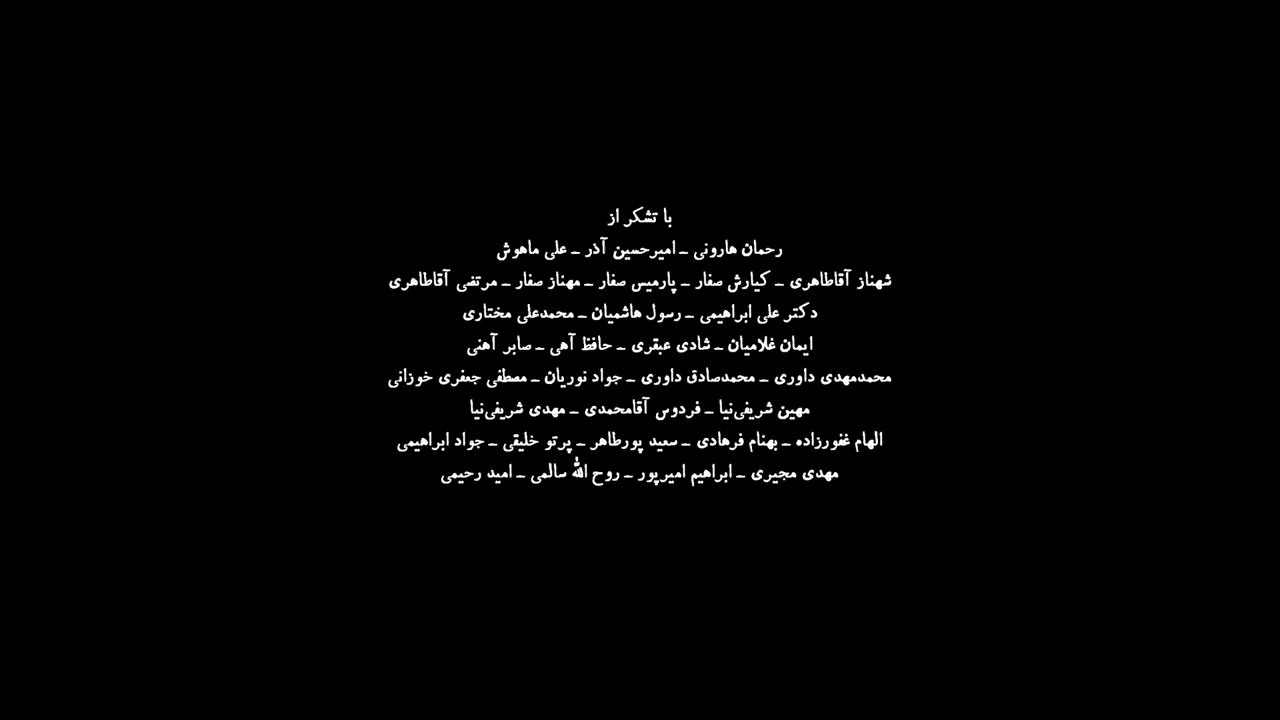 با تشکر از
رحمان هارونی ـ امیرحسین آذر ـ علی ماهوش
شهناز آقاطاهری ـ کیارش صفار ـ پارمیس صفار ـ مهناز صفار ـ مرتضی آقاطاهری
دکتر علی ابراهیمی ـ رسول هاشمیان ـ محمدعلی مختاری
ایمان غلامیان ـ شادی عبقری ـ حافظ آهی ـ صابر آهنی
محمدمهدی داوری ـ محمدصادق داوری ـ جواد نوریان ـ مصطفی جعفری خوزانی
مهین شریفی‌نیا ـ فردوس آقامحمدی ـ مهدی شریفی‌نیا
الهام غفورزاده ـ بهنام فرهادی ـ سعید پورطاهر ـ پرتو خلیقی ـ جواد ابراهیمی
مهدی مجیری ـ ابراهیم امیرپور ـ روح الله سالمی ـ امید رحیمی